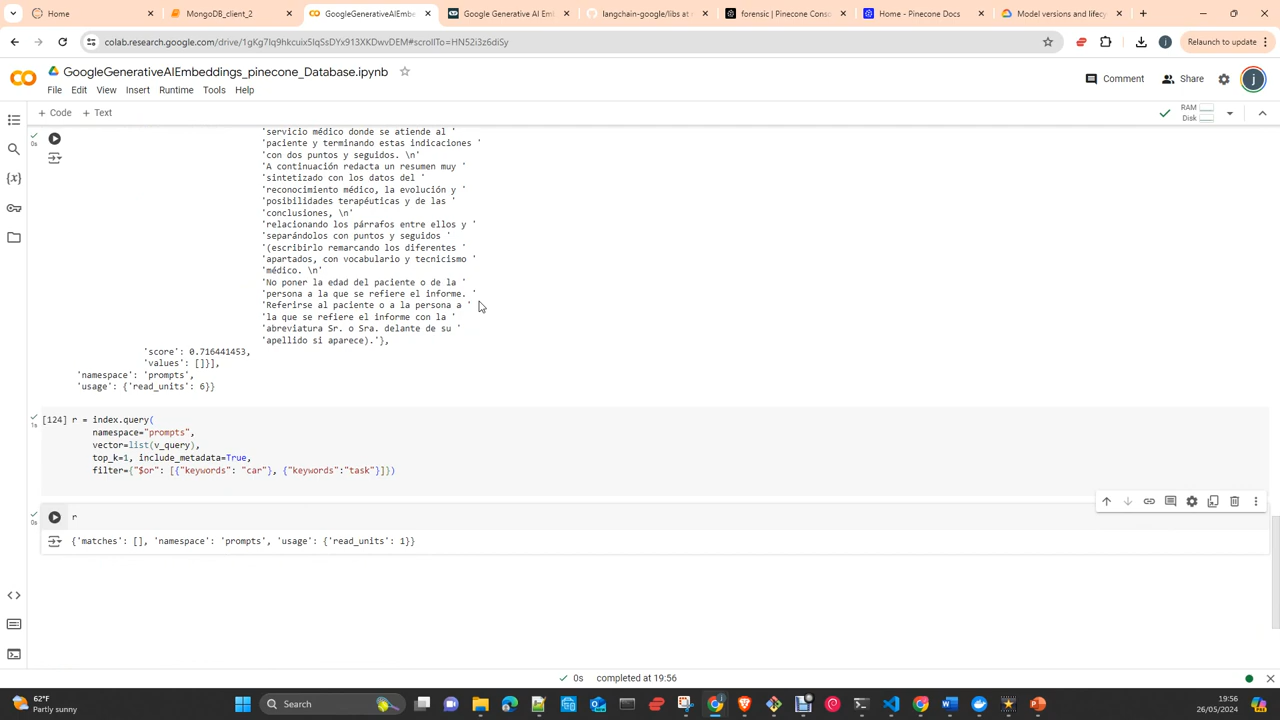 Home
MongoDB_client_2
GoogleGenerativeAIEmbe
Google Generative AI Em
langchain-google/libs at
forensic | Pinecone Conso
Home - Pinecone Docs
Model versions and lifecy
colab.research.google.com/drive/1gKg7lq9hkcuix5lqSsDYx913XKDwvDEM#scrollTo=HN52i3z6diSy
Relaunch to update
GoogleGenerativeAIEmbeddings_pinecone_Database.ipynb
Comment
Share
j
File Edit View Insert Runtime Tools Help
+ Code + Text
RAM
Disk
'servicio médico donde se atiende al '
'paciente y terminando estas indicaciones '
'con dos puntos y seguidos. \n'
'A continuación redacta un resumen muy '
'sintetizado con los datos del '
'reconocimiento médico, la evolución y '
'posibilidades terapéuticas y de las '
'conclusiones, \n'
'relacionando los párrafos entre ellos y '
'separándolos con puntos y seguidos '
'(escribirlo remarcando los diferentes '
'apartados, con vocabulario y tecnicismo '
'médico. \n'
'No poner la edad del paciente o de la '
'persona a la que se refiere el informe. '
'Referirse al paciente o a la persona a '
'la que se refiere el informe con la '
'abreviatura Sr. o Sra. delante de su '
'apellido si aparece).'},
'score': 0.716441453,
'values': []}],
'namespace': 'prompts',
'usage': {'read_units': 6}}
0s
[124] r = index.query(
1s
namespace="prompts",
vector=list(v_query),
top_k=1, include_metadata=True,
filter={"$or": [{"keywords": "car"}, {"keywords":"task"}]})
r
0s
{'matches': [], 'namespace': 'prompts', 'usage': {'read_units': 1}}
0s completed at 19:56
62°F
Partly sunny
Search
19:56
26/05/2024